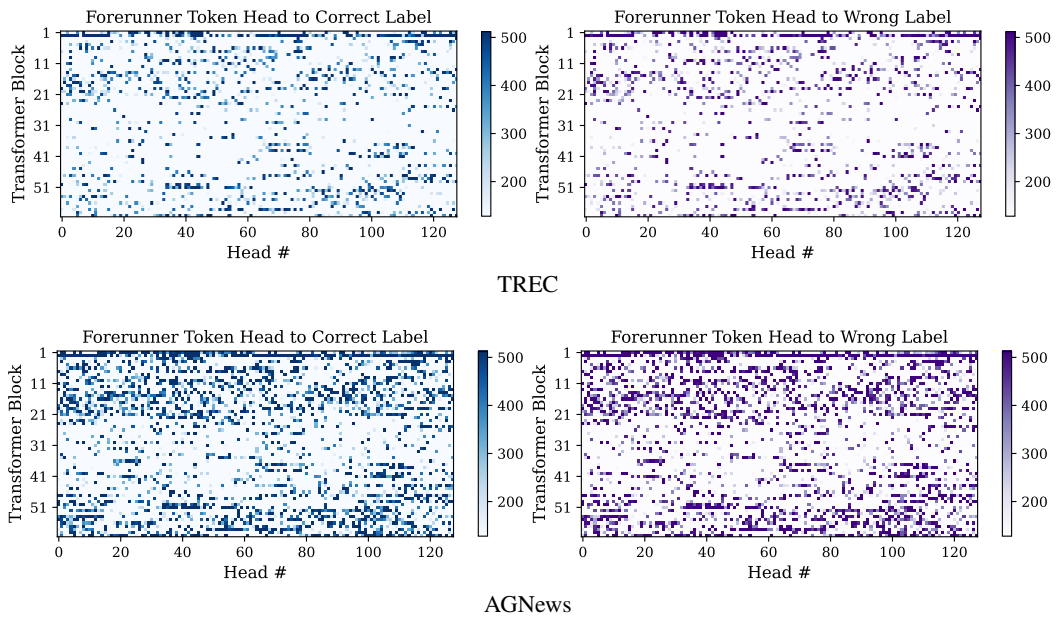 Forerunner Token Head to Correct Label
Transformer Block
1
11
21
31
41
51
0 20 40 60 80 100 120
Head #
500
400
300
200
Forerunner Token Head to Wrong Label
Transformer Block
1
11
21
31
41
51
0 20 40 60 80 100 120
Head #
500
400
300
200
TREC
Forerunner Token Head to Correct Label
Transformer Block
1
11
21
31
41
51
0 20 40 60 80 100 120
Head #
500
400
300
200
Forerunner Token Head to Wrong Label
Transformer Block
1
11
21
31
41
51
0 20 40 60 80 100 120
Head #
500
400
300
200
AGNews